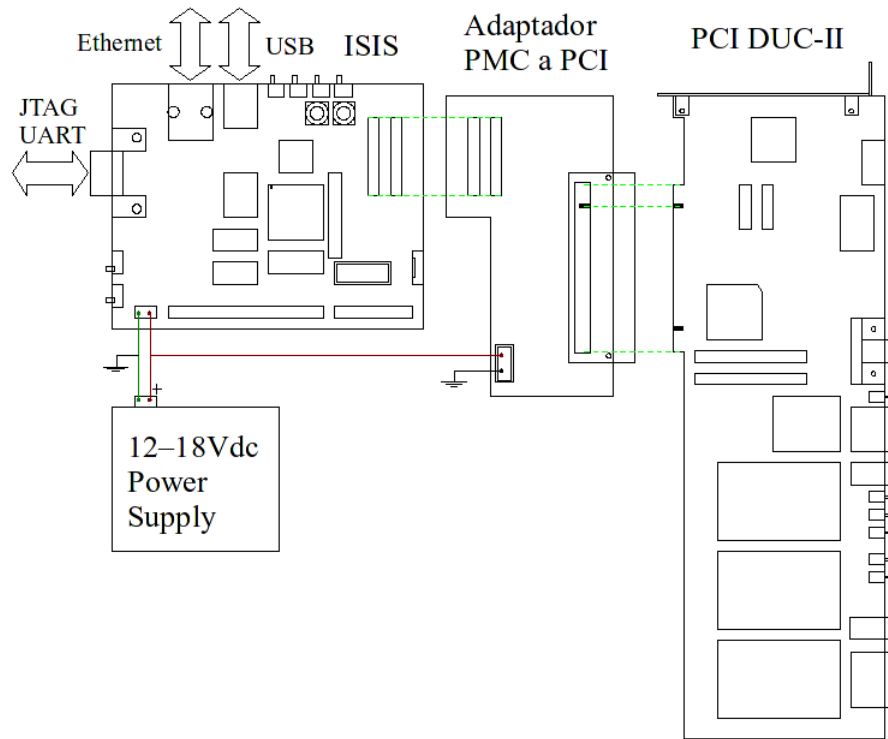 Ethernet
USB
ISIS
Adaptador
PMC a PCI
PCI DUC-II
JTAG
UART
+
12–18Vdc
Power
Supply